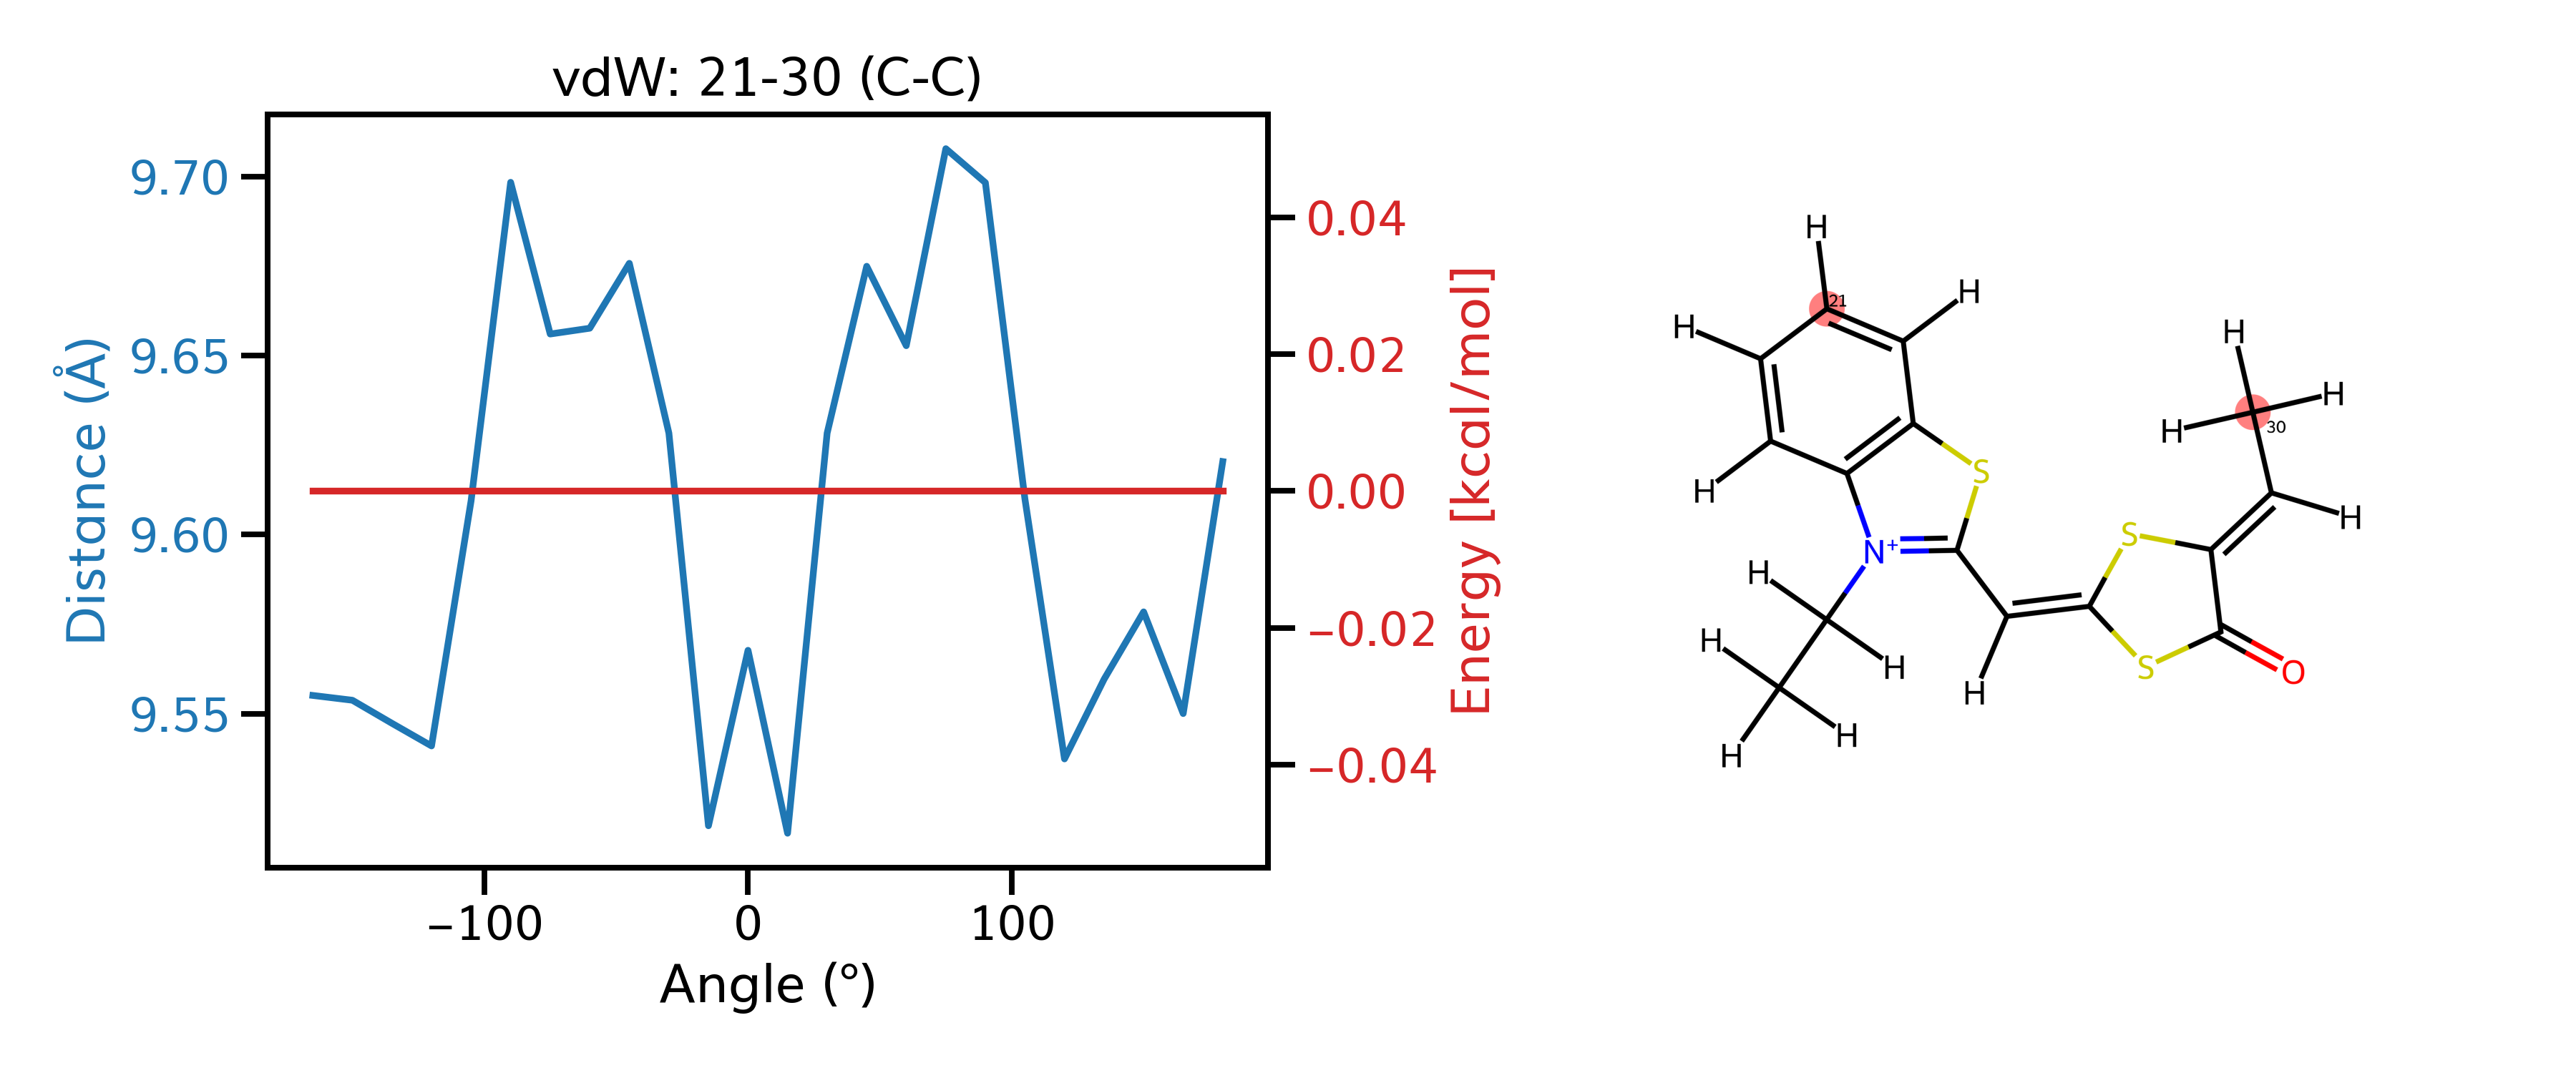 vdW: 21-30 (C-C)
9.70
9.65
9.60
9.55
Distance (Å)
−100
0
100
Angle (°)
0.04
0.02
0.00
−0.02
−0.04
Energy [kcal/mol]
H
21
H
H
H
H
H
30
H
S
H
S
N+
H
H
H
S
O
H
H
H
H